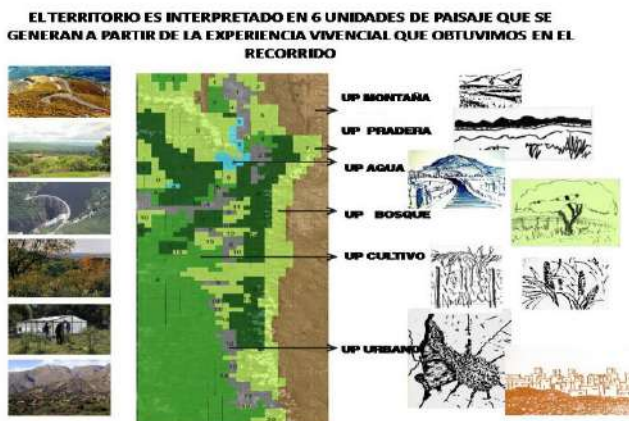 EL TERRITORIO ES INTERPRETADO EN 6 UNIDADES DE PAISAJE QUE SE
GENERAN A PARTIR DE LA EXPERIENCIA VIVENCIAL QUE OBTUVIMOS EN EL
RECORRIDO
UP MONTAÑA
UP PRADERA
UP AGUA
UP BOSQUE
UP CULTIVO
UP URBANO